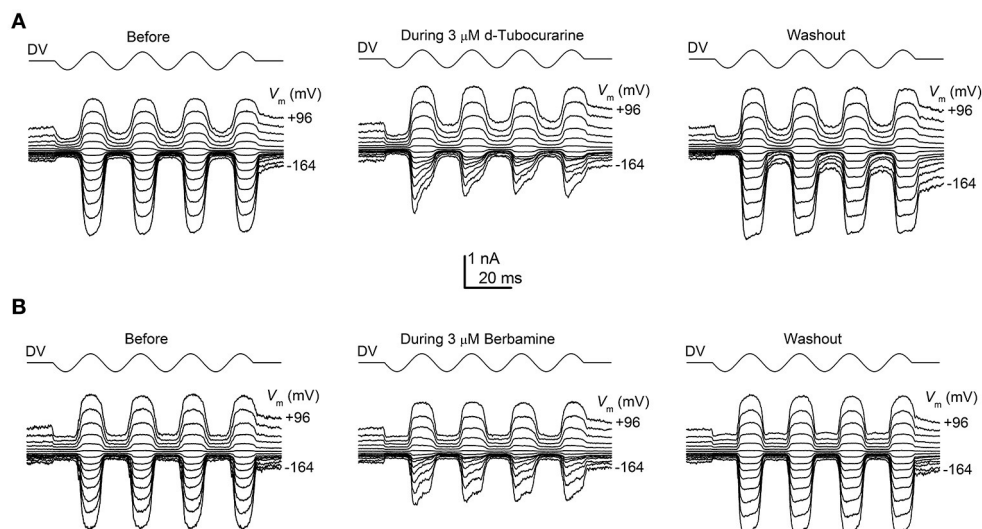 A
Before
During 3 μM d-Tubocurarine
Washout
DV
DV
DV
Vm (mV)
+96
-164
Vm (mV)
+96
-164
Vm (mV)
+96
-164
1 nA
20 ms
B
Before
During 3 μM Berbamine
Washout
DV
DV
DV
Vm (mV)
+96
-164
Vm (mV)
+96
-164
Vm (mV)
+96
-164